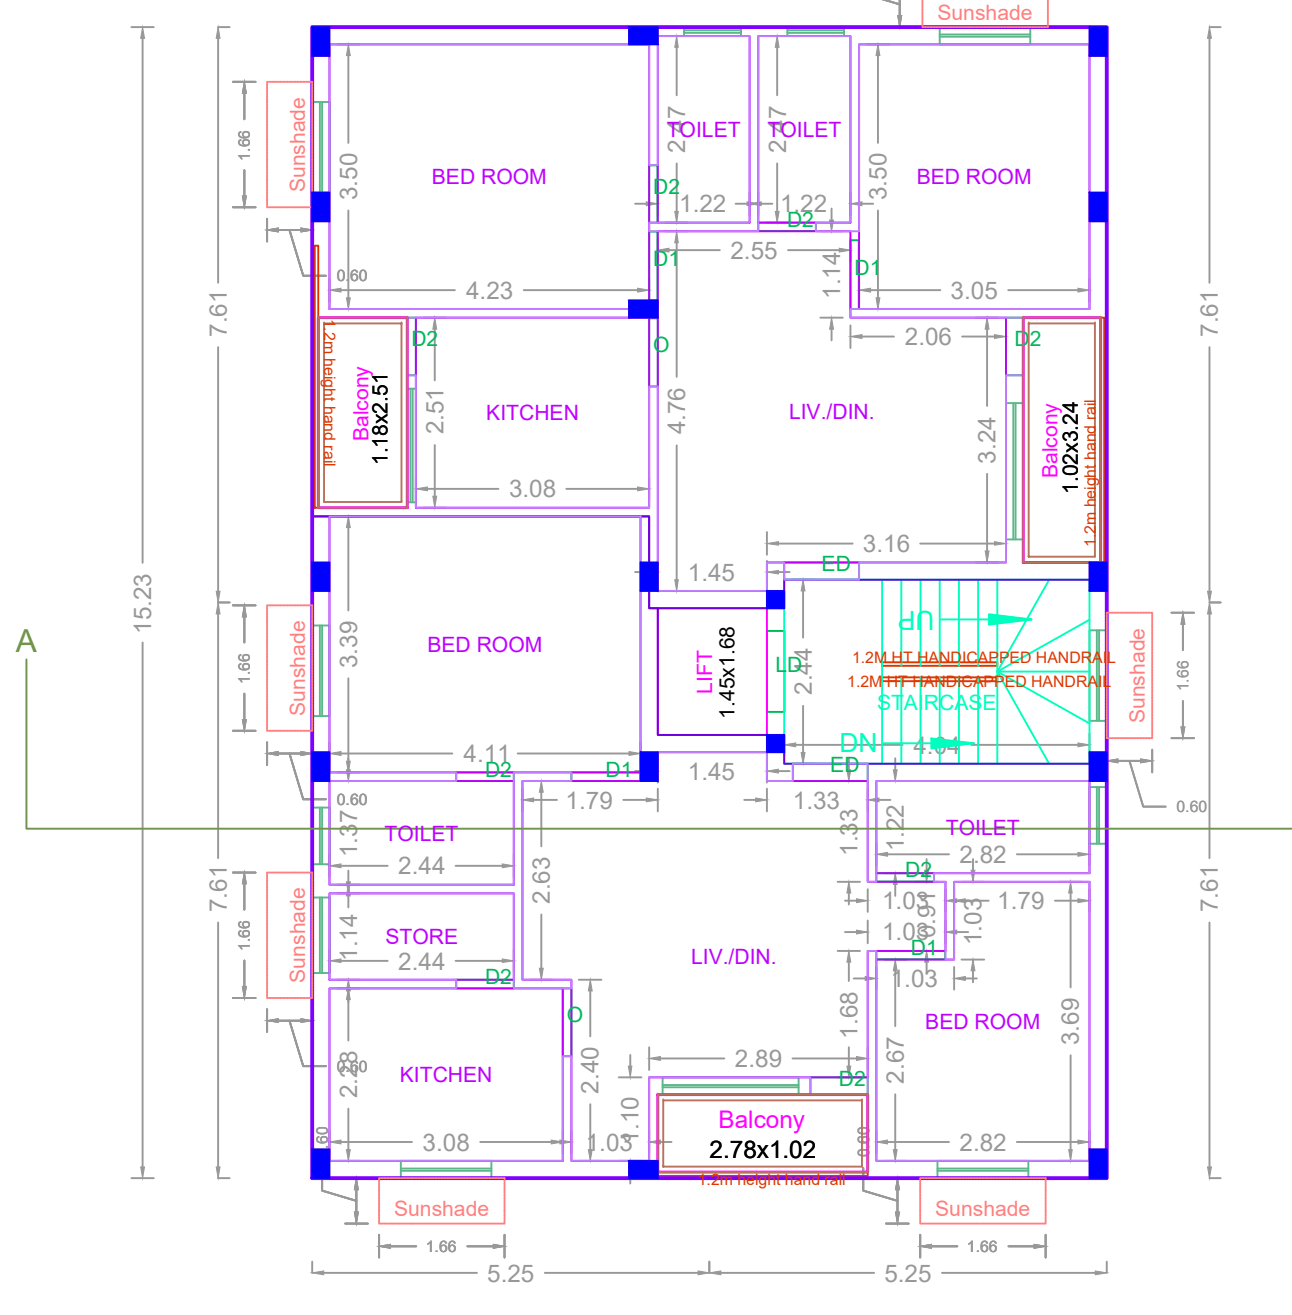 Sunshade
Sunshade
1.66
3.50
BED ROOM
2.47
TOILET
2.47
TOILET
3.50
BED ROOM
D2
1.22
1.22
D2
2.55
D1
1.14
D1
0.60
4.23
3.05
7.61
7.61
1.2m height hand rail
Balcony
1.18x2.51
D2
2.51
KITCHEN
3.08
O
4.76
LIV./DIN.
2.06
3.24
D2
Balcony
1.02x3.24
1.2m height hand rail
3.16
ED
1.45
15.23
A
Sunshade
1.66
3.39
BED ROOM
4.11
LIFT
1.45x1.68
LD
2.44
UP
1.2M HT HANDICAPPED HANDRAIL
1.2M HT HANDICAPPED HANDRAIL
STAIRCASE
DN
Sunshade
1.66
D2
D1
1.45
ED
0.60
1.79
1.33
0.60
1.37
TOILET
2.44
2.63
1.33
1.22
TOILET
2.82
D2
7.61
7.61
Sunshade
1.66
1.14
STORE
2.44
D2
1.03
1.79
1.03
1.03
D1
1.03
LIV./DIN.
O
1.68
BED ROOM
3.69
2.67
0.60
KITCHEN
3.08
2.40
1.10
1.03
2.89
D2
Balcony
2.78x1.02
1.2m height hand rail
2.82
Sunshade
1.66
Sunshade
1.66
5.25
5.25